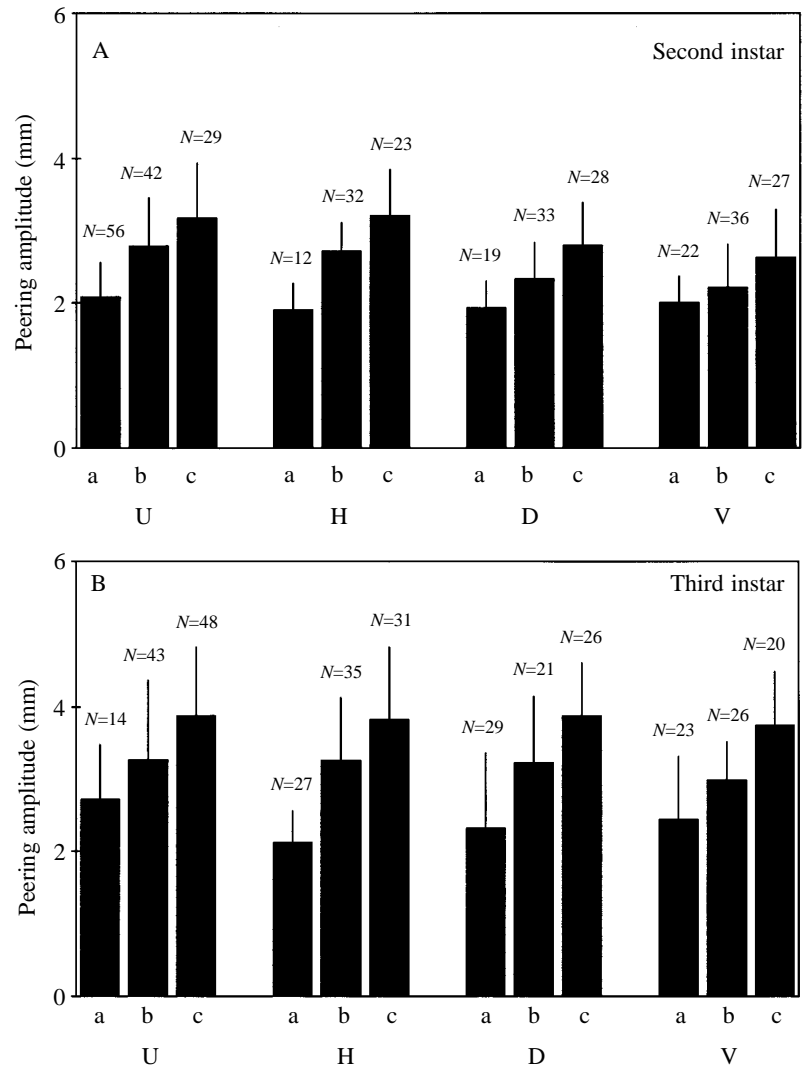 6
A
Second instar
N=29
N=23
4
N=42
N=28
N=27
N=32
N=33
N=36
N=56
N=12
N=19
N=22
Peering amplitude (mm)
2
0
a b c a b c a b c a b c
U H D V
6
B
Third instar
N=48
N=31
N=26
N=20
N=43
N=35
N=21
4
N=14
N=29
N=23
N=26
N=27
Peering amplitude (mm)
2
0
a b c a b c a b c a b c
U H D V